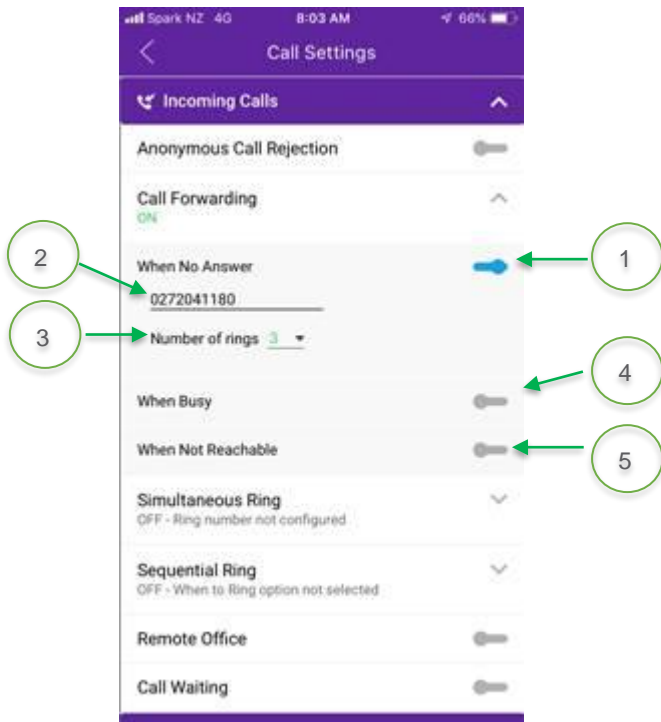 Spark NZ 4G 8:03 AM 66%
Call Settings
Incoming Calls
Anonymous Call Rejection
Call Forwarding
ON
2
When No Answer
1
0272041180
3
Number of rings 3
4
When Busy
When Not Reachable
5
Simultaneous Ring
OFF - Ring number not configured
Sequential Ring
OFF - When to Ring option not selected
Remote Office
Call Waiting